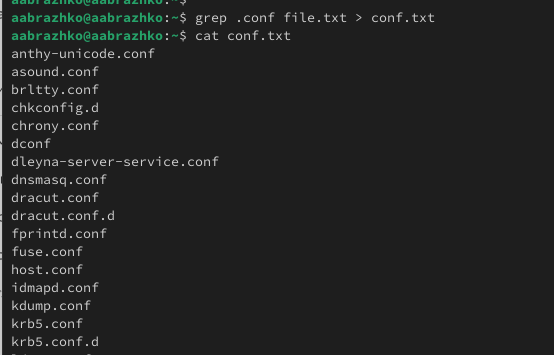 aabrazhko@aabrazhko:~$
aabrazhko@aabrazhko:~$ grep .conf file.txt > conf.txt
aabrazhko@aabrazhko:~$ cat conf.txt
anthy-unicode.conf
asound.conf
brltty.conf
chkconfig.d
chrony.conf
dconf
dleyna-server-service.conf
dnsmasq.conf
dracut.conf
dracut.conf.d
fprintd.conf
fuse.conf
host.conf
idmapd.conf
kdump.conf
krb5.conf
krb5.conf.d